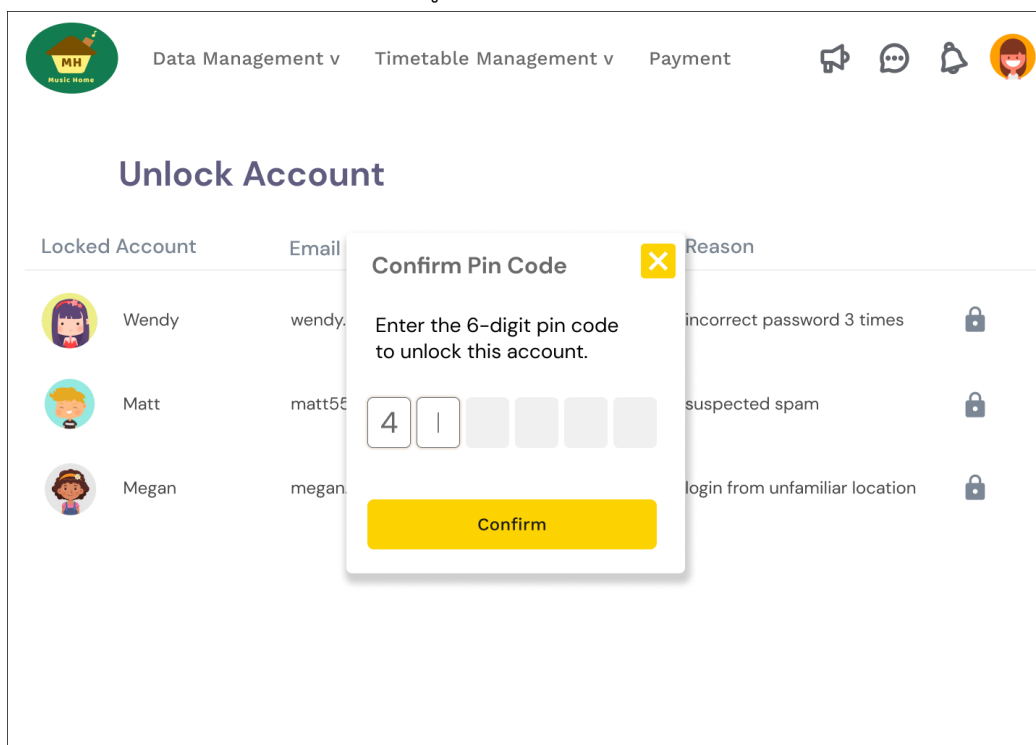 MH
Music Home
Data Management v
Timetable Management v
Payment
Unlock Account
Locked Account
Email
Reason
Confirm Pin Code
Enter the 6-digit pin code
to unlock this account.
Wendy
wendy.
incorrect password 3 times
Matt
matt55
suspected spam
4
Megan
megan
login from unfamiliar location
Confirm